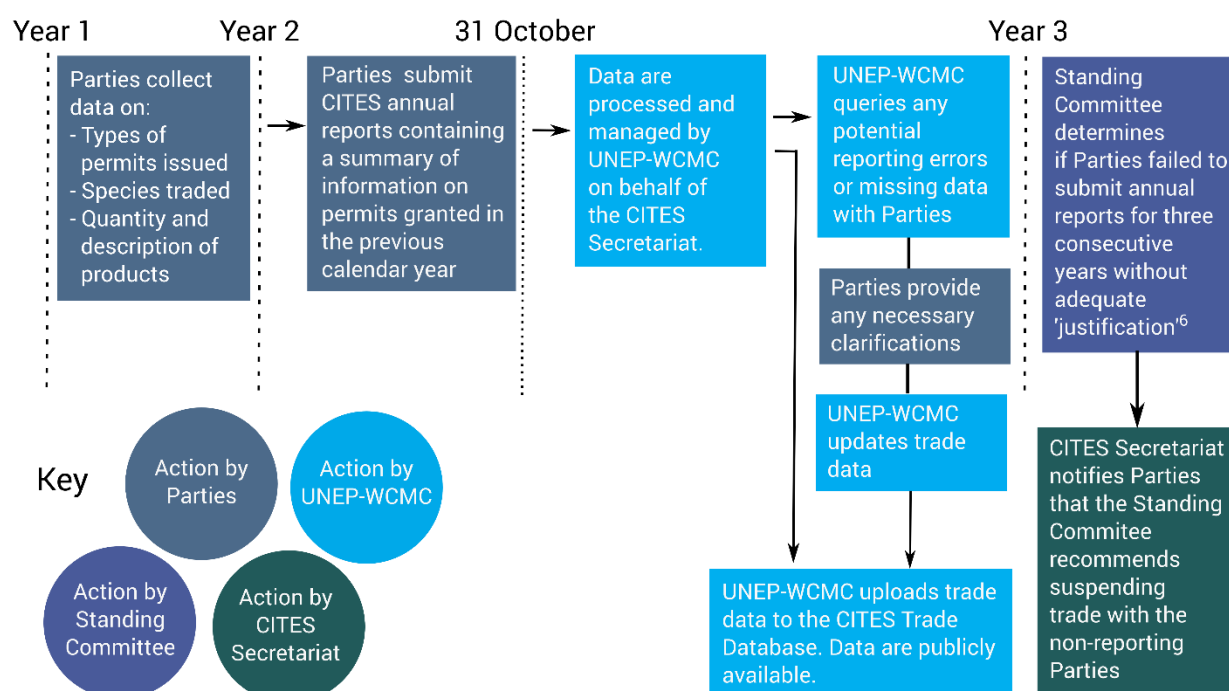 Year 1
Year 2
31 October
Year 3
Parties collect
data on:
- Types of
permits issued
- Species traded
- Quantity and
description of
products
Parties submit
CITES annual
reports containing
a summary of
information on
permits granted in
the previous
calendar year
Data are
processed and
managed by
UNEP-WCMC
on behalf of
the CITES
Secretariat.
UNEP-WCMC
queries any
potential
reporting errors
or missing data
with Parties
Parties provide
any necessary
clarifications
UNEP-WCMC
updates trade
data
UNEP-WCMC uploads trade
data to the CITES Trade
Database. Data are publicly
available.
Standing
Committee
determines
if Parties failed to
submit annual
reports for three
consecutive
years without
adequate
'justification'⁶
CITES Secretariat
notifies Parties
that the Standing
Commitee
recommends
suspending
trade with the
non-reporting
Parties
Key
Action by
Parties
Action by
UNEP-WCMC
Action by
Standing
Committee
Action by
CITES
Secretariat